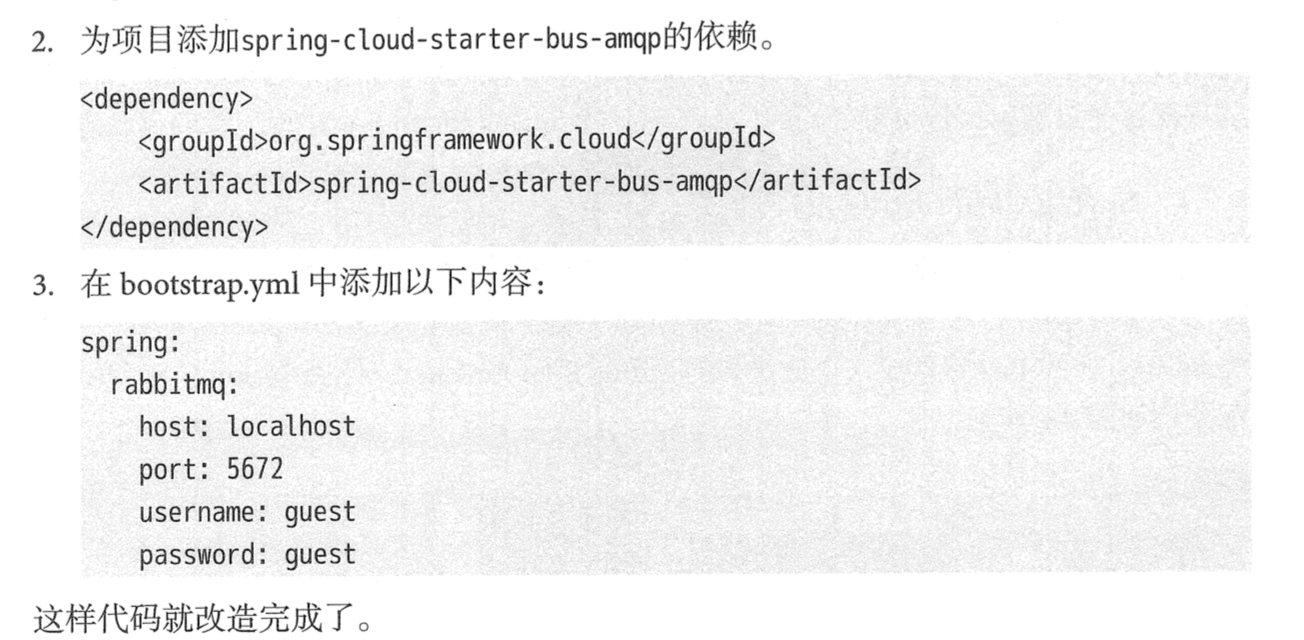 2. 为项目添加spring-cloud-starter-bus-amqp的依赖。
<dependency>
    <groupId>org.springframework.cloud</groupId>
    <artifactId>spring-cloud-starter-bus-amqp</artifactId>
</dependency>
3. 在 bootstrap.yml 中添加以下内容：
spring:
  rabbitmq:
    host: localhost
    port: 5672
    username: guest
    password: guest
这样代码就改造完成了。